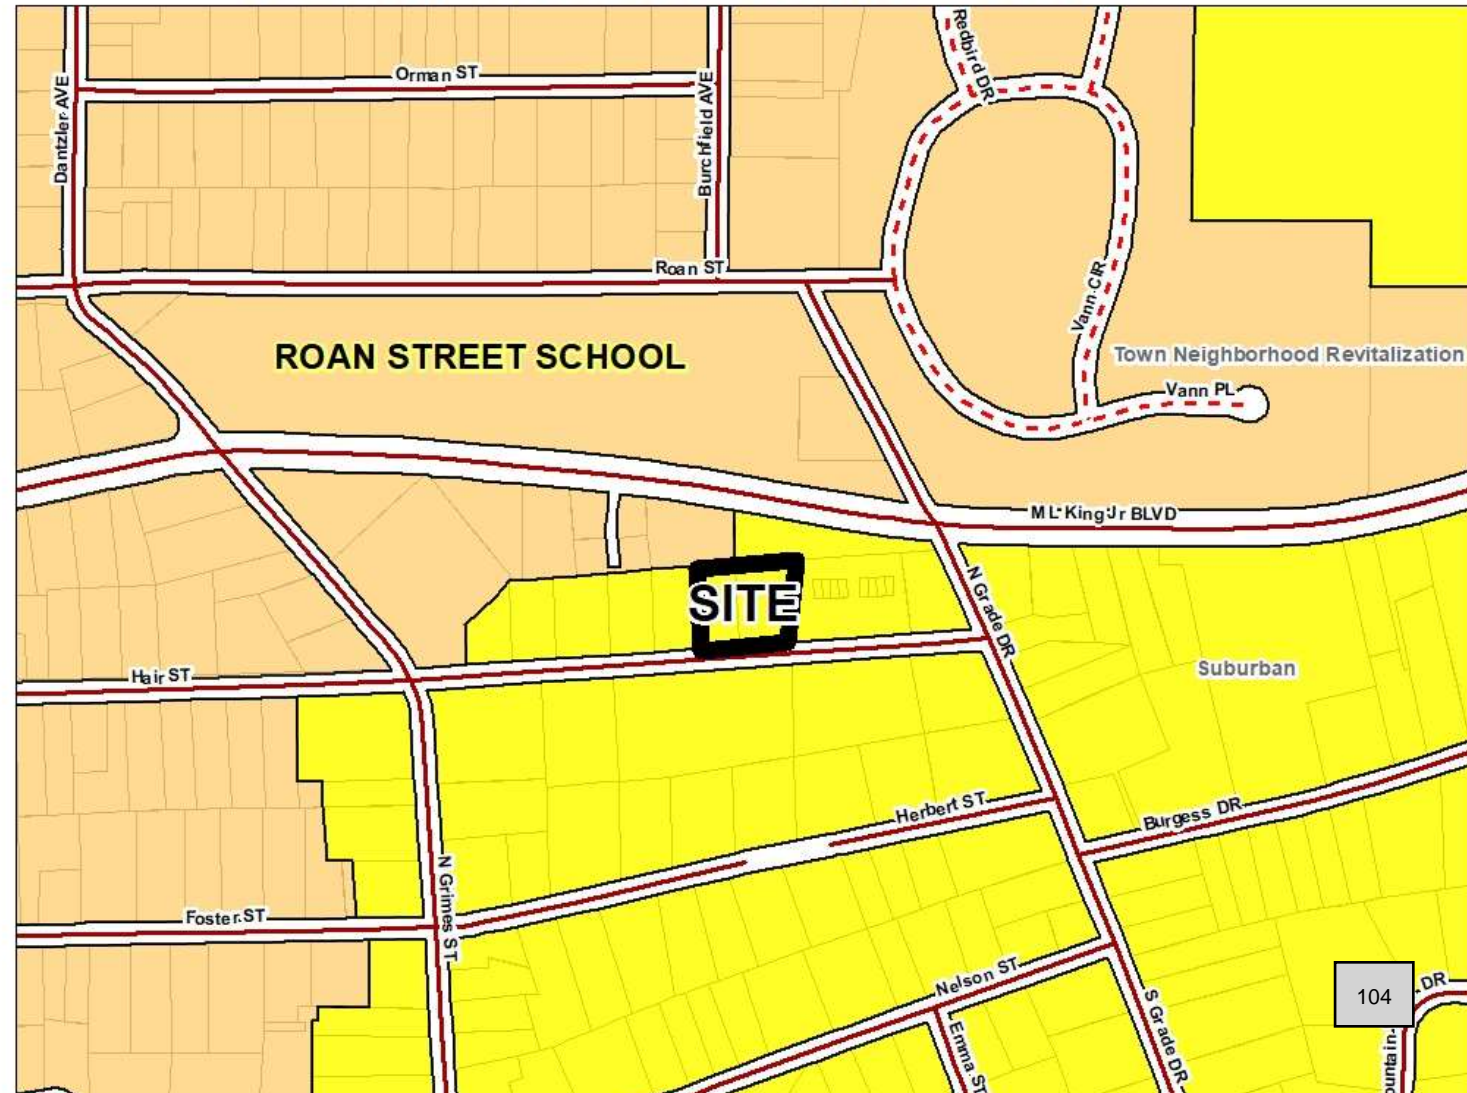 Redbird DR
Orman ST
Dantzler AVE
Burchfield AVE
Roan ST
Vann CIR
ROAN STREET SCHOOL
Town Neighborhood Revitalization
Vann PL
ML King Jr BLVD
N Grade DR
SITE
Hair ST
Suburban
Herbert ST
Burgess DR
N Grimes ST
Foster ST
Nelson ST
S Grade DR
104
DR
Emma ST
ountain